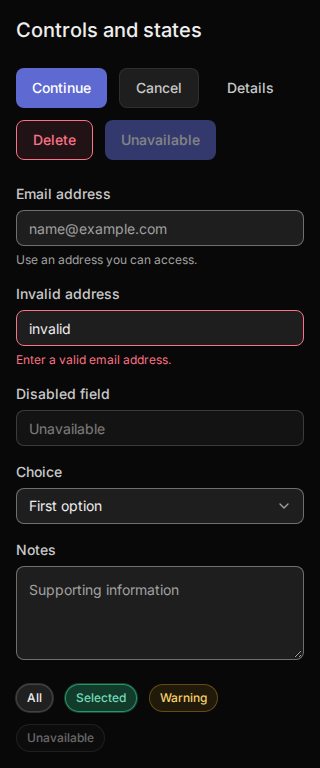 Controls and states
Continue Cancel Details
Delete Unavailable
Email address
name@example.com
Use an address you can access.
Invalid address
invalid
Enter a valid email address.
Disabled field
Unavailable
Choice
First option
Notes
Supporting information
All Selected Warning
Unavailable